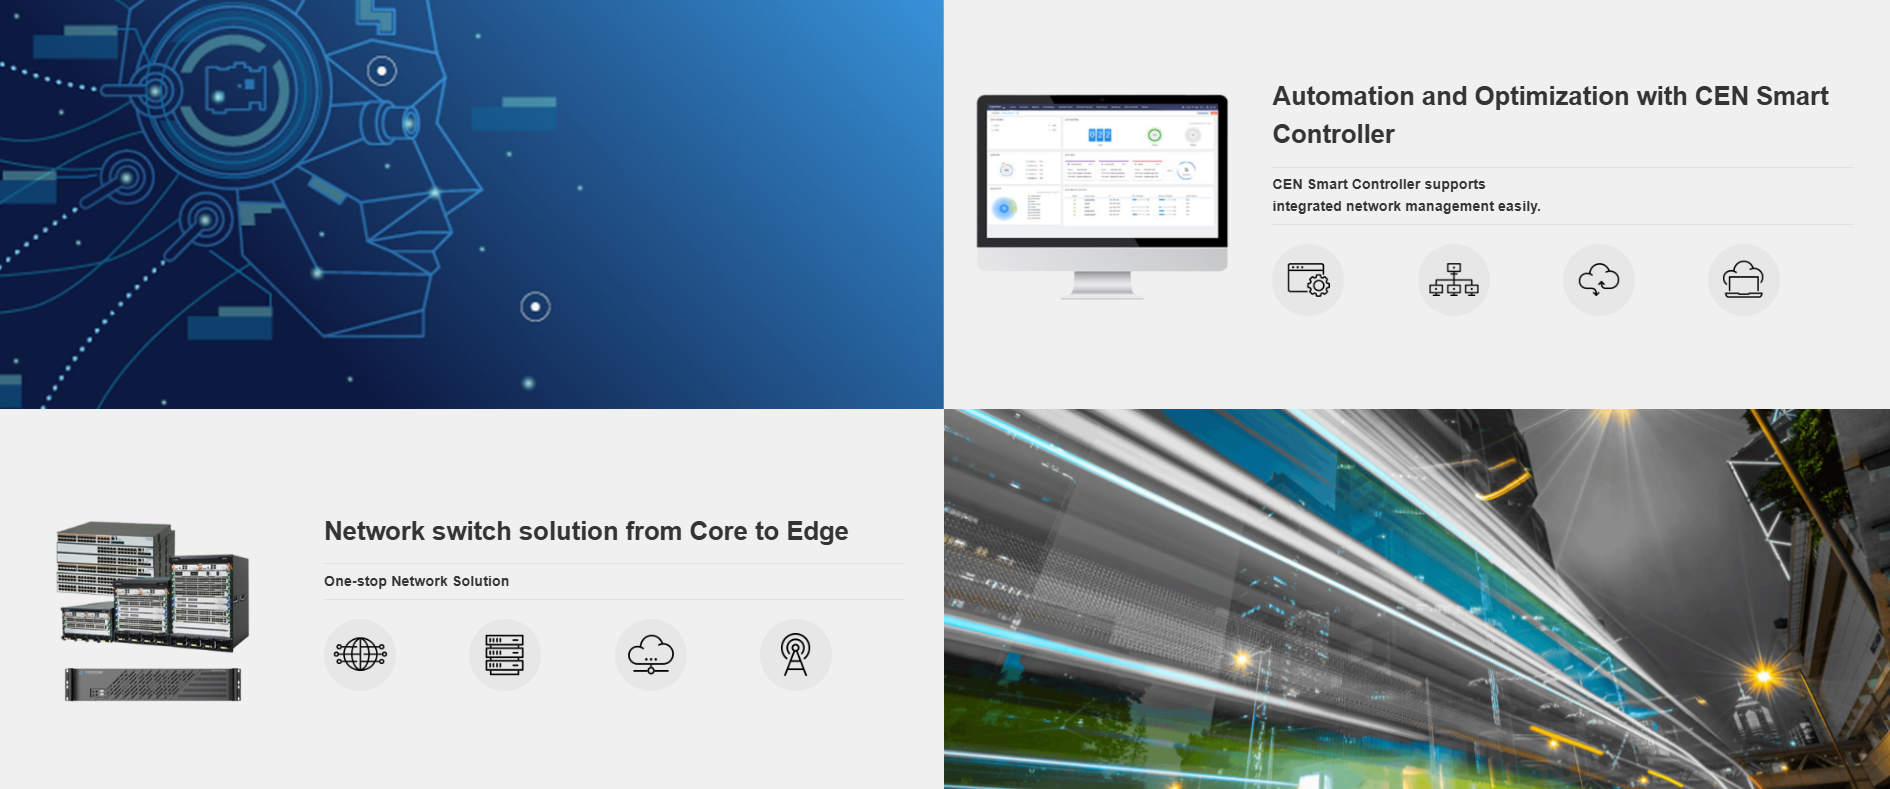 Automation and Optimization with CEN Smart
Controller
CEN Smart Controller supports
integrated network management easily.
Network switch solution from Core to Edge
One-stop Network Solution